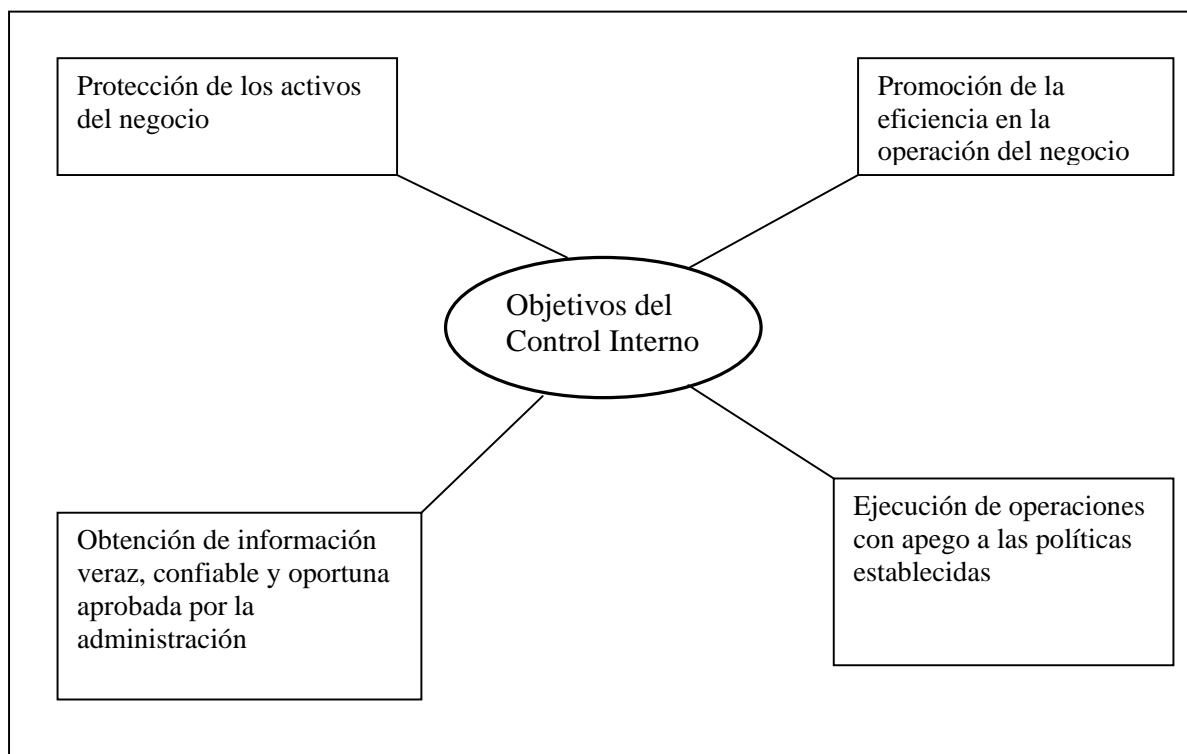 Protección de los activos
del negocio
Promoción de la
eficiencia en la
operación del negocio
Objetivos del
Control Interno
Obtención de información
veraz, confiable y oportuna
aprobada por la
administración
Ejecución de operaciones
con apego a las políticas
establecidas